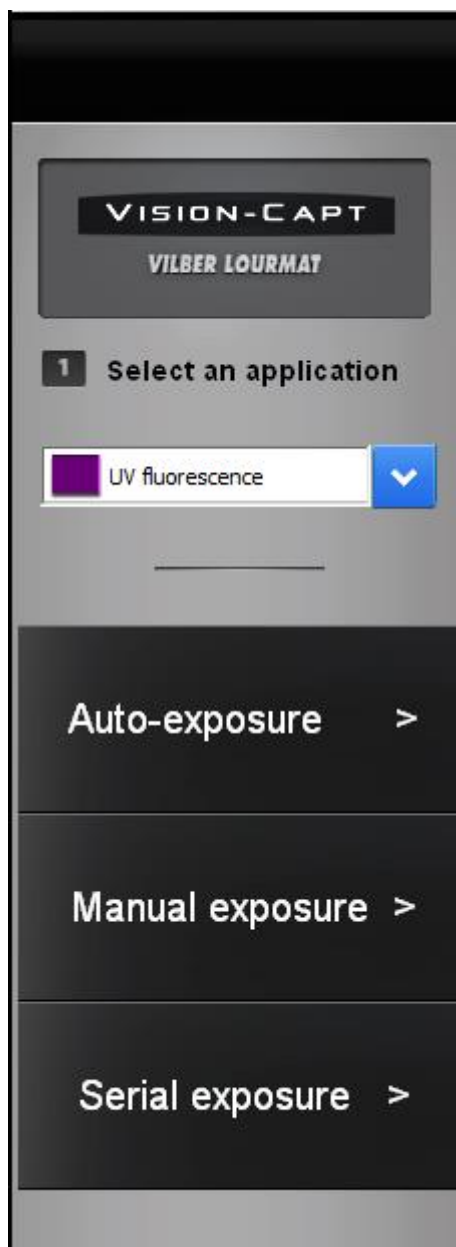 VISION-CAPT
VILBER LOURMAT
1 Select an application
UV fluorescence
Auto-exposure >
Manual exposure >
Serial exposure >